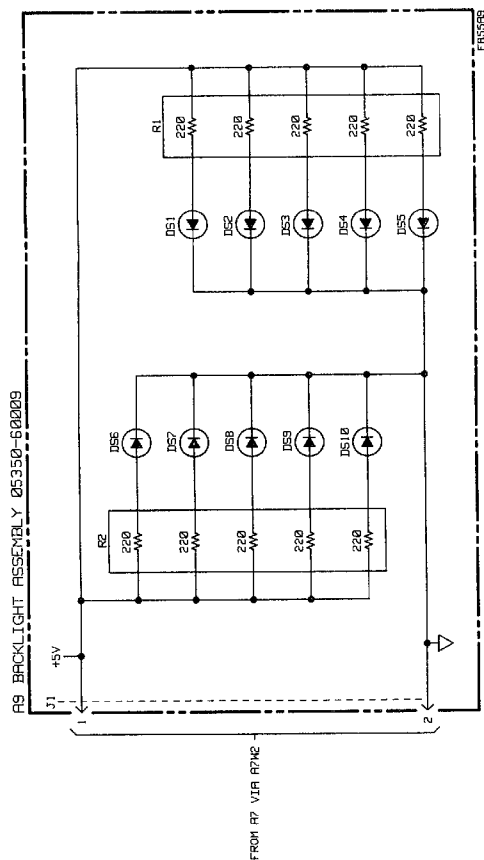 A9 BACKLIGHT ASSEMBLY 05350-60009
J1
+5V
1
2
FROM A7 VIA A7W2
R2
220
220
220
220
220
DS6
DS7
DS8
DS9
DS10
DS1
DS2
DS3
DS4
DS5
R1
220
220
220
220
220